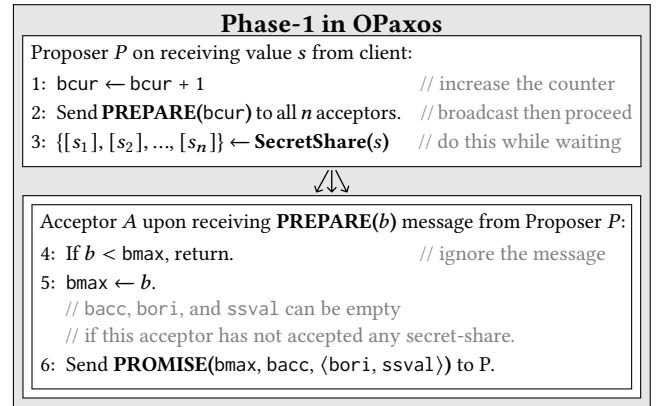 Phase-1 in OPaxos
Proposer P on receiving value s from client:
1: bcur ← bcur + 1 // increase the counter
2: Send PREPARE(bcur) to all n acceptors. // broadcast then proceed
3: {[s₁], [s₂], ..., [sₙ]} ← SecretShare(s) // do this while waiting
Acceptor A upon receiving PREPARE(b) message from Proposer P:
4: If b < bmax, return. // ignore the message
5: bmax ← b.
// bacc, bori, and ssval can be empty
// if this acceptor has not accepted any secret-share.
6: Send PROMISE(bmax, bacc, ⟨bori, ssval⟩) to P.